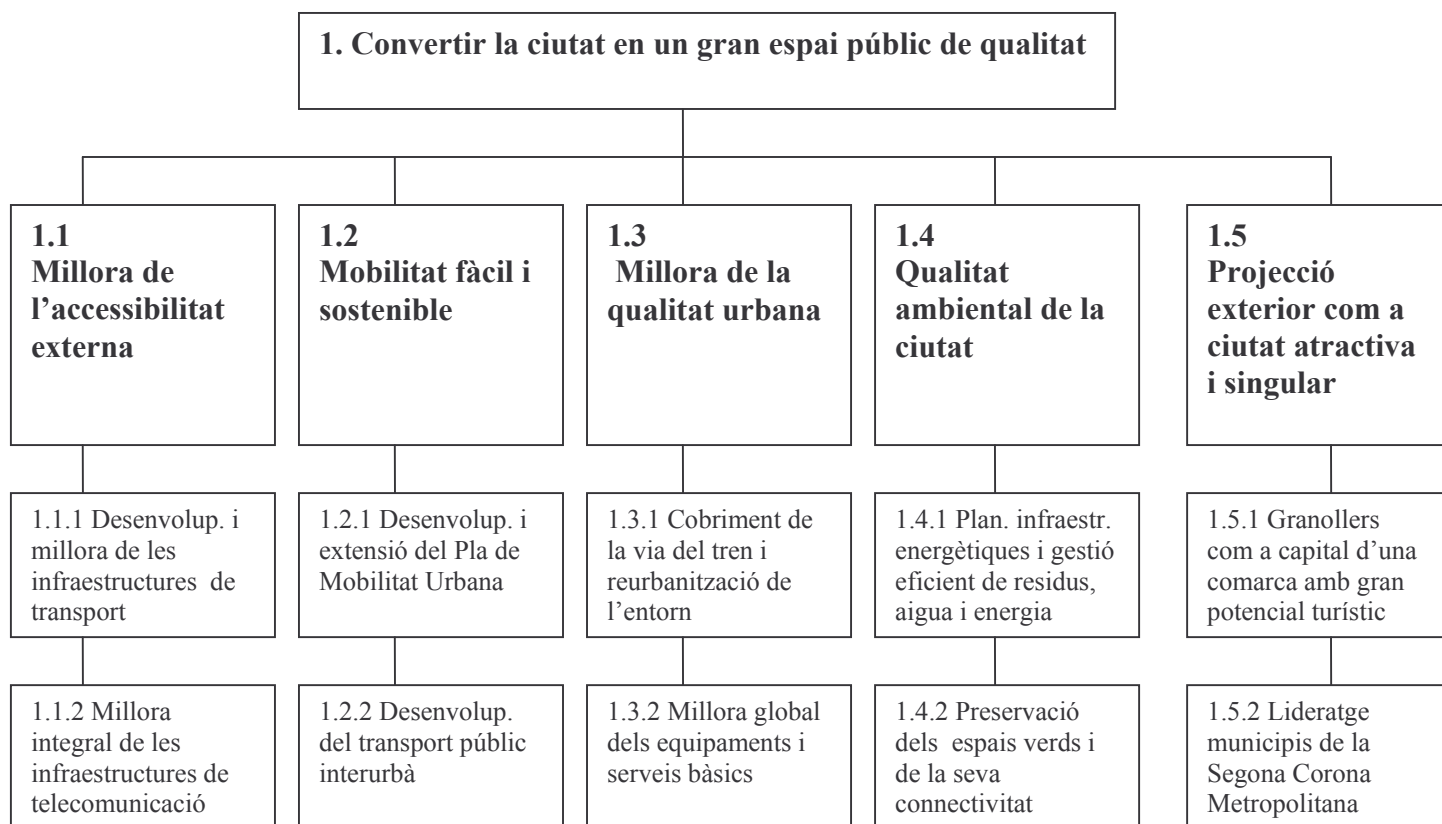 1. Convertir la ciutat en un gran espai públic de qualitat
1.1
Millora de
l’accessibilitat
externa
1.2
Mobilitat fàcil i
sostenible
1.3
Millora de la
qualitat urbana
1.4
Qualitat
ambiental de la
ciutat
1.5
Projecció
exterior com a
ciutat atractiva
i singular
1.1.1 Desenvolup. i
millora de les
infraestructures de
transport
1.2.1 Desenvolup. i
extensió del Pla de
Mobilitat Urbana
1.3.1 Cobriment de
la via del tren i
reurbanització de
l’entorn
1.4.1 Plan. infraestr.
energètiques i gestió
eficient de residus,
aigua i energia
1.5.1 Granollers
com a capital d’una
comarca amb gran
potencial turístic
1.1.2 Millora
integral de les
infraestructures de
telecomunicació
1.2.2 Desenvolup.
del transport públic
interurbà
1.3.2 Millora global
dels equipaments i
serveis bàsics
1.4.2 Preservació
dels espais verds i
de la seva
connectivitat
1.5.2 Lideratge
municipis de la
Segona Corona
Metropolitana